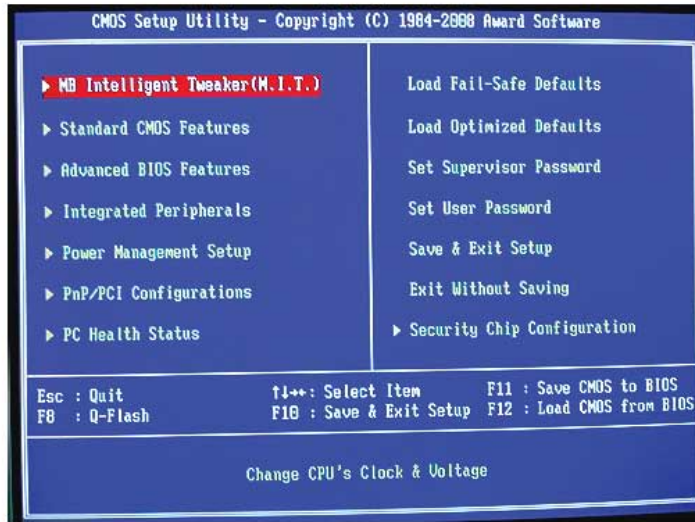 CMOS Setup Utility - Copyright (C) 1984-2008 Award Software
▶ MB Intelligent Tweaker(M.I.T.)
▶ Standard CMOS Features
▶ Advanced BIOS Features
▶ Integrated Peripherals
▶ Power Management Setup
▶ PnP/PCI Configurations
▶ PC Health Status
Load Fail-Safe Defaults
Load Optimized Defaults
Set Supervisor Password
Set User Password
Save & Exit Setup
Exit Without Saving
▶ Security Chip Configuration
Esc : Quit
F8 : Q-Flash
↑↓→←: Select Item
F10 : Save & Exit Setup
F11 : Save CMOS to BIOS
F12 : Load CMOS from BIOS
Change CPU's Clock & Voltage